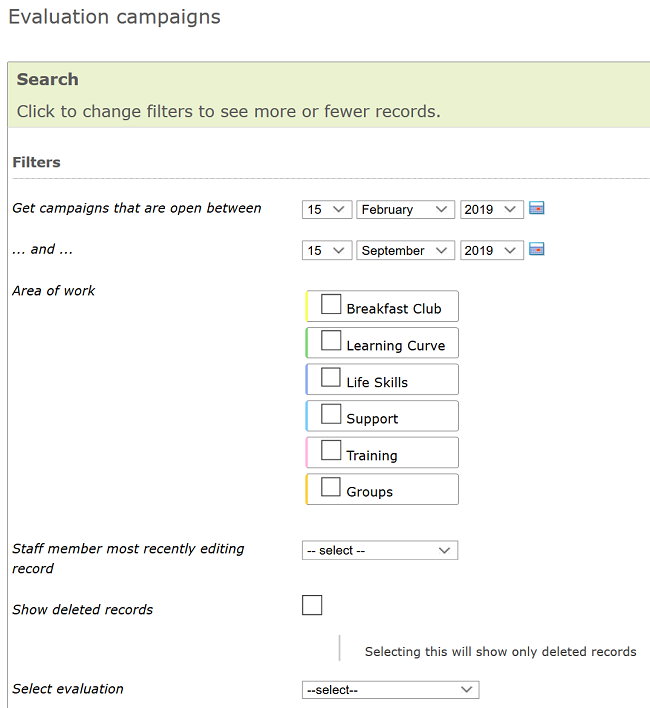 Evaluation campaigns
Search
Click to change filters to see more or fewer records.
Filters
Get campaigns that are open between 15 February 2019
... and ... 15 September 2019
Area of work
Breakfast Club
Learning Curve
Life Skills
Support
Training
Groups
Staff member most recently editing -- select --
record
Show deleted records
Selecting this will show only deleted records
Select evaluation --select--